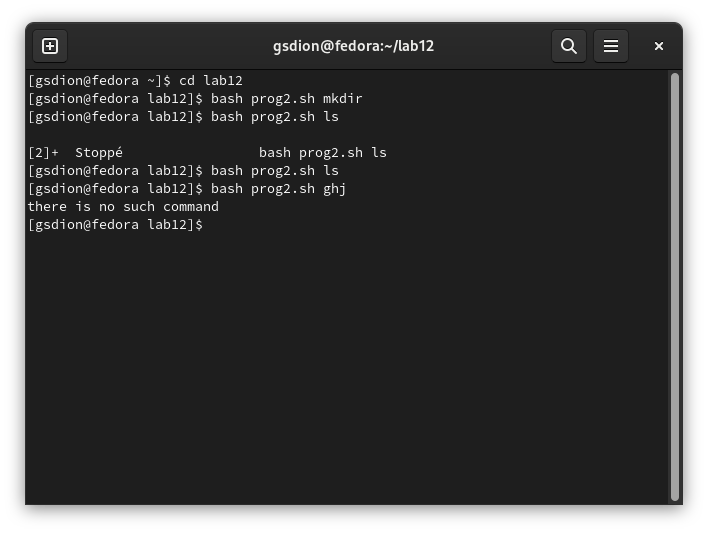 gsdion@fedora:~/lab12
[gsdion@fedora ~]$ cd lab12
[gsdion@fedora lab12]$ bash prog2.sh mkdir
[gsdion@fedora lab12]$ bash prog2.sh ls
[2]+  Stoppé                 bash prog2.sh ls
[gsdion@fedora lab12]$ bash prog2.sh ls
[gsdion@fedora lab12]$ bash prog2.sh ghj
there is no such command
[gsdion@fedora lab12]$